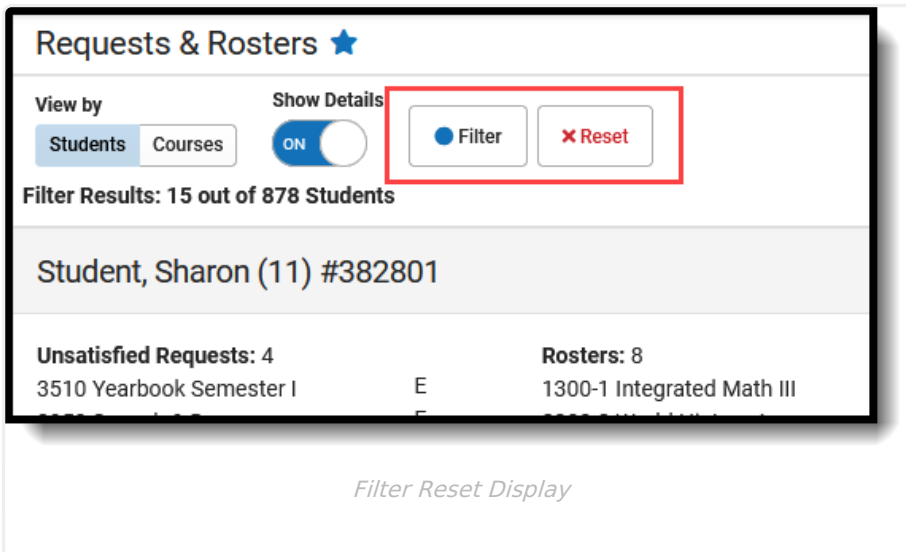 Requests & Rosters
View by
Show Details
Students Courses
ON
Filter
Reset
Filter Results: 15 out of 878 Students
Student, Sharon (11) #382801
Unsatisfied Requests: 4
Rosters: 8
3510 Yearbook Semester I E
1300-1 Integrated Math III
Filter Reset Display